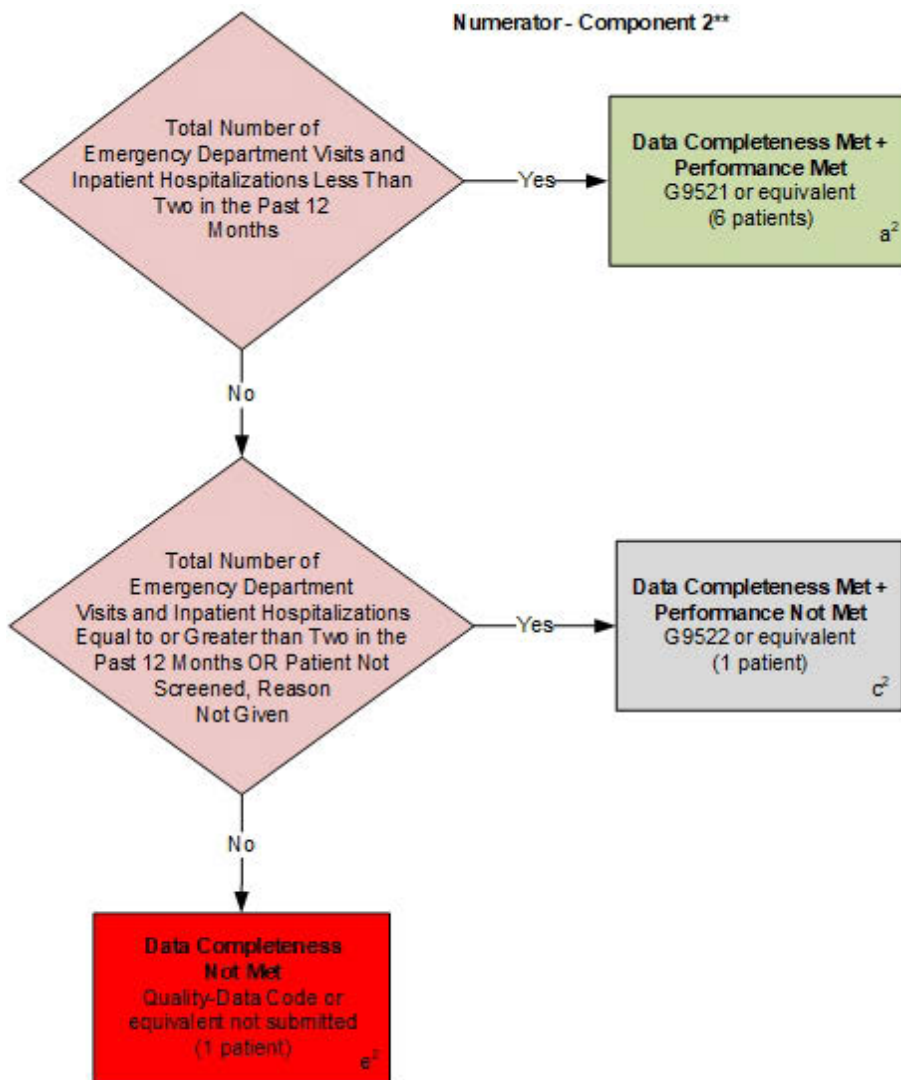 Numerator - Component 2**
Total Number of
Emergency Department Visits and
Inpatient Hospitalizations Less Than
Two in the Past 12
Months
Yes
Data Completeness Met +
Performance Met
G9521 or equivalent
(6 patients)
a²
No
Total Number of
Emergency Department
Visits and Inpatient Hospitalizations
Equal to or Greater than Two in the
Past 12 Months OR Patient Not
Screened, Reason
Not Given
Yes
Data Completeness Met +
Performance Not Met
G9522 or equivalent
(1 patient)
c²
No
Data Completeness
Not Met
Quality-Data Code or
equivalent not submitted
(1 patient)
e²